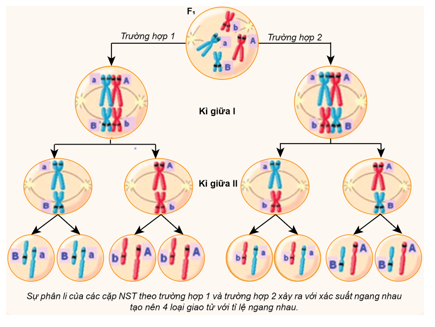 F₁
b
a A
B
Trường hợp 1 Trường hợp 2
a A a A
B b b B
Kì giữa I
a A a A
B b b B
Kì giữa II
B a B a b A b A b a b a B A B A
Sự phân li của các cặp NST theo trường hợp 1 và trường hợp 2 xảy ra với xác suất ngang nhau
tạo nên 4 loại giao tử với tỉ lệ ngang nhau.